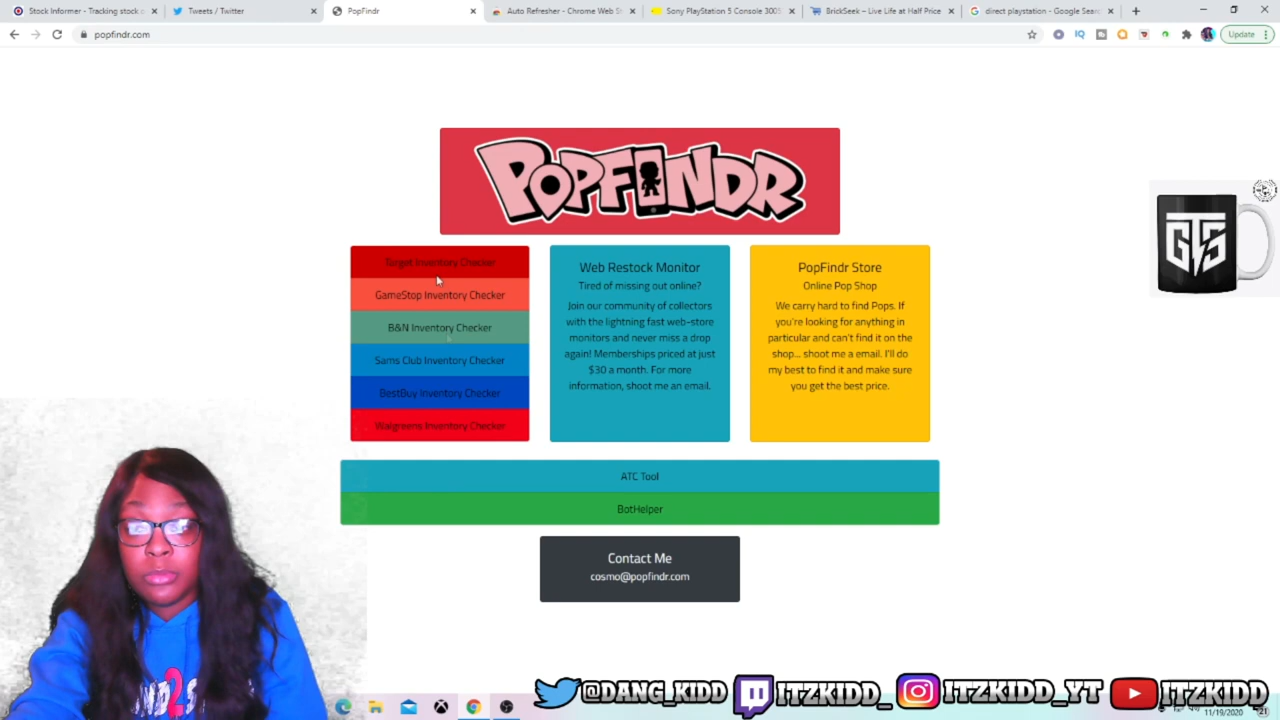 Stock Informer - Tracking stock o
Tweets / Twitter
PopFindr
Auto Refresher - Chrome Web St
Sony PlayStation 5 Console 3005
BrickSeek – Live Life at Half Price
direct playstation - Google Searc
popfindr.com
IQ
Update
POPFINDR
Target Inventory Checker
GameStop Inventory Checker
B&N Inventory Checker
Sams Club Inventory Checker
BestBuy Inventory Checker
Walgreens Inventory Checker
Web Restock Monitor
Tired of missing out online?
Join our community of collectors
with the lightning fast web-store
monitors and never miss a drop
again! Memberships priced at just
$30 a month. For more
information, shoot me an email.
PopFindr Store
Online Pop Shop
We carry hard to find Pops. If
you're looking for anything in
particular and can't find it on the
shop... shoot me a email. I'll do
my best to find it and make sure
you get the best price.
ATC Tool
BotHelper
Contact Me
cosmo@popfindr.com
GTS
@DANG_KIDD
ITZKIDD_
ITZKIDD_YT
ITZKIDD
11/19/2020
21